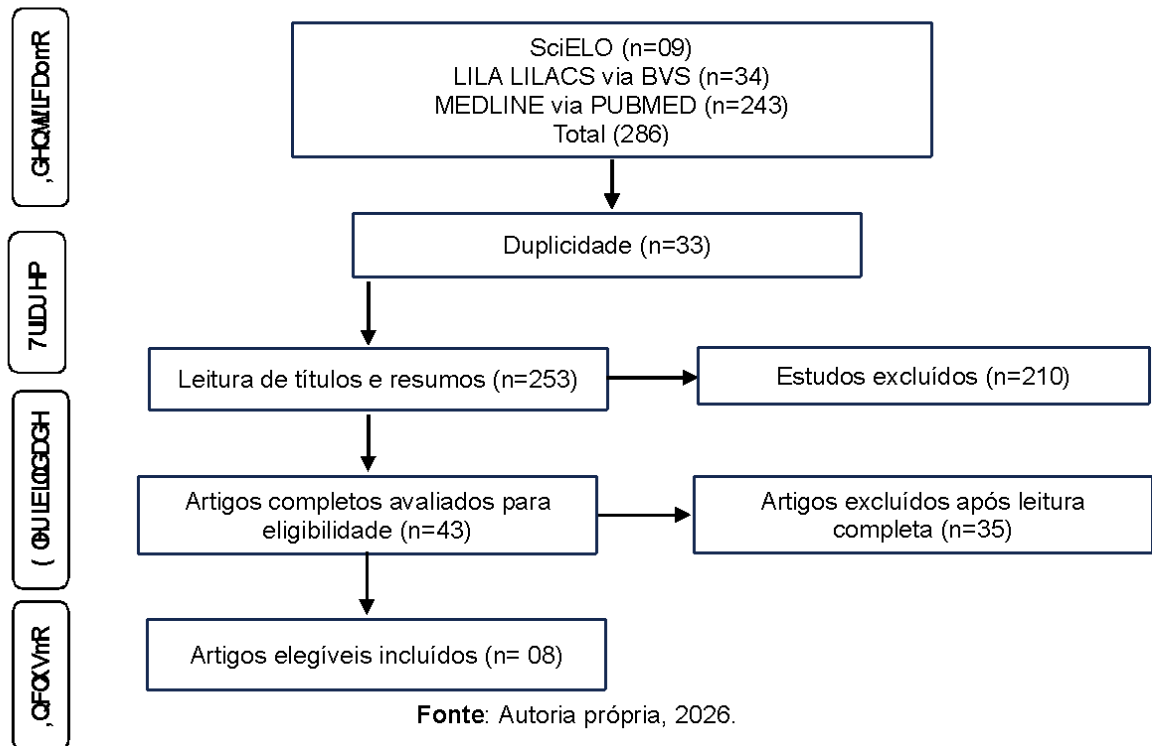 SciELO (n=09)
LILA LILACS via BVS (n=34)
MEDLINE via PUBMED (n=243)
Total (286)
Duplicidade (n=33)
Leitura de títulos e resumos (n=253)
Estudos excluídos (n=210)
Artigos completos avaliados para
eligibilidade (n=43)
Artigos excluídos após leitura
completa (n=35)
Artigos elegíveis incluídos (n= 08)
Fonte: Autoria própria, 2026.